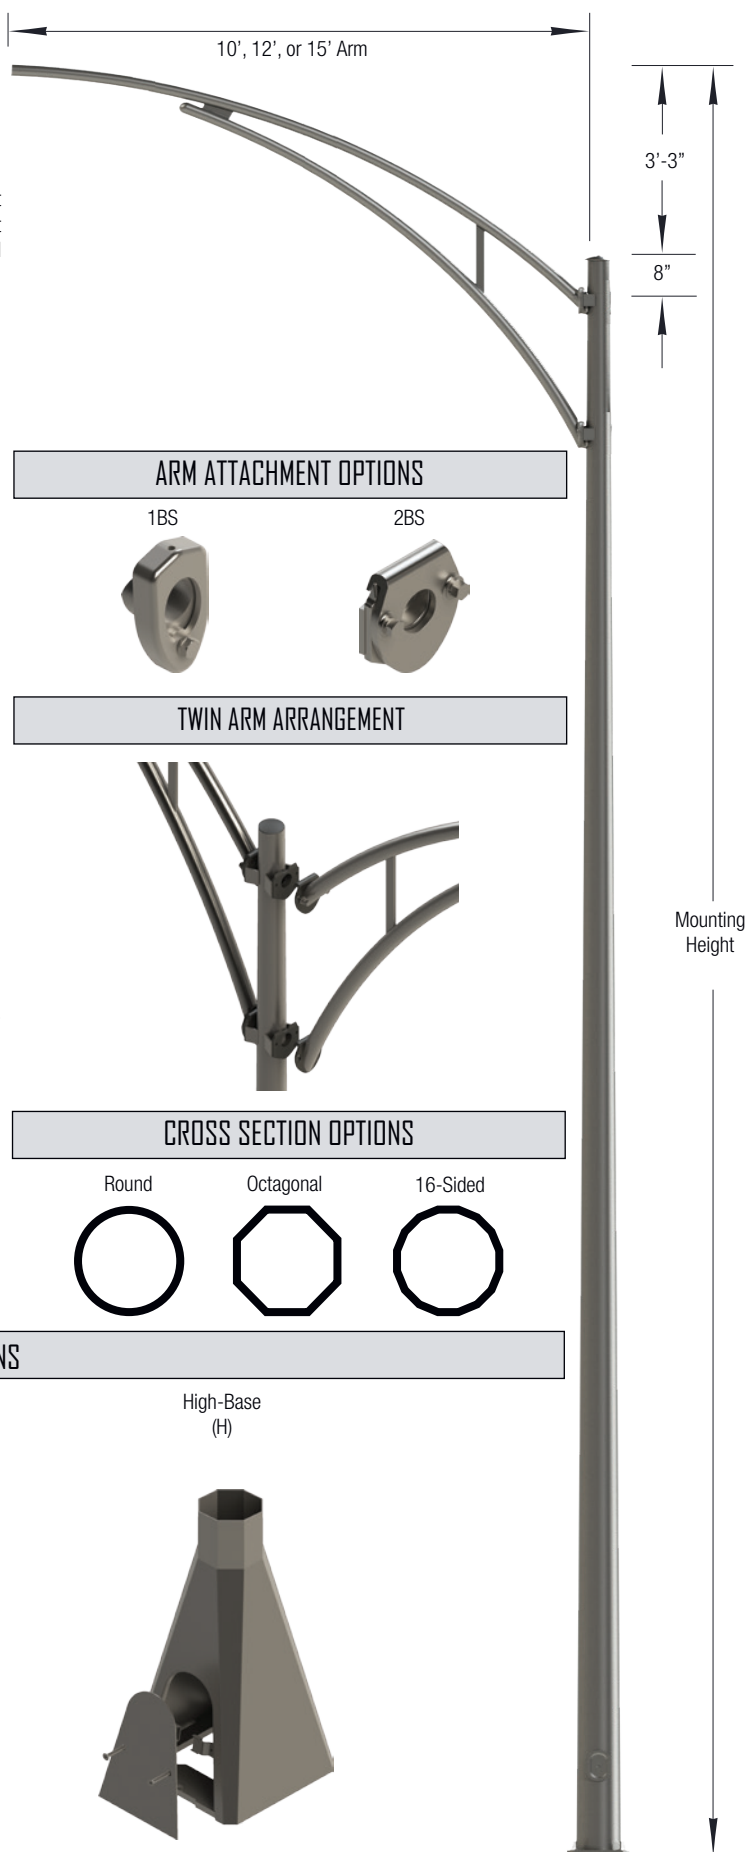 10’, 12’, or 15’ Arm
3’-3”
8”
ARM ATTACHMENT OPTIONS
1BS
2BS
TWIN ARM ARRANGEMENT
Mounting
Height
CROSS SECTION OPTIONS
Round
Octagonal
16-Sided
NS
High-Base
(H)